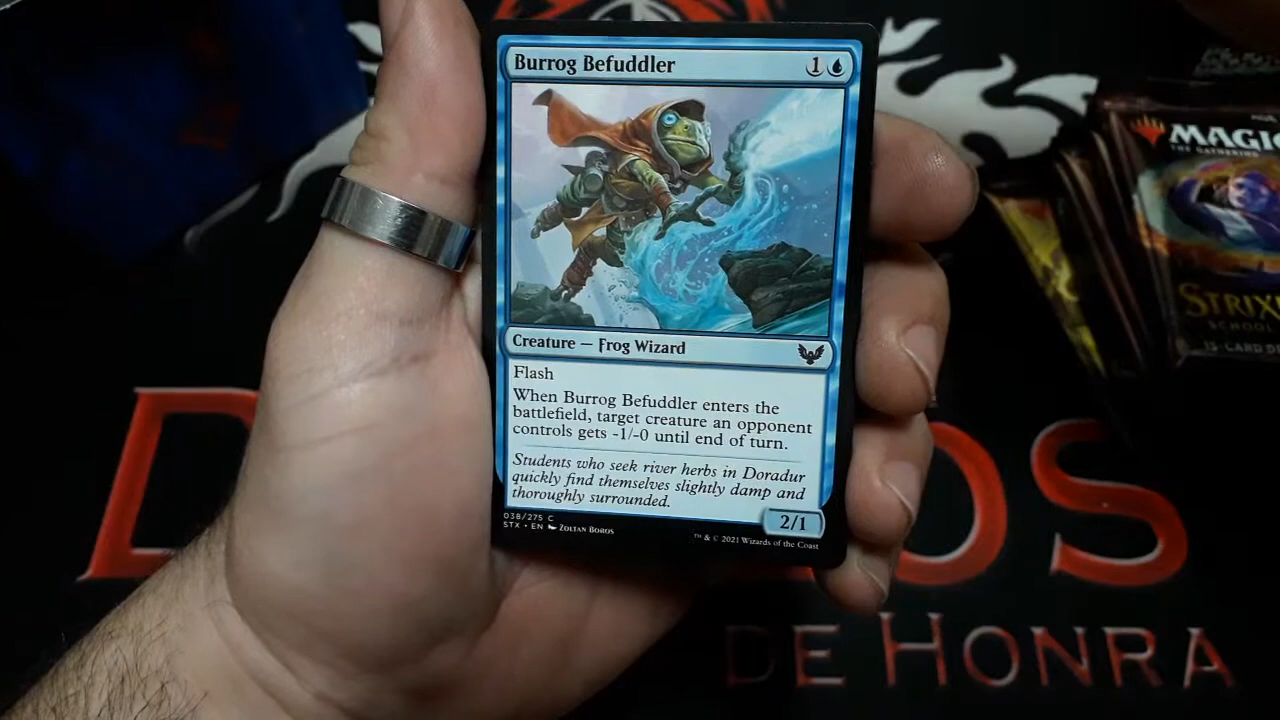 Burrog Befuddler
1
Creature — Frog Wizard
Flash
When Burrog Befuddler enters the
battlefield, target creature an opponent
controls gets -1/-0 until end of turn.
Students who seek river herbs in Doradur
quickly find themselves slightly damp and
thoroughly surrounded.
2/1
038/275 C
STX • EN Zoltan Boros
™ & © 2021 Wizards of the Coast
MAGIC
THE GATHERING
STRIX
SCHOOL
15-CARD
OS
DE HONRA